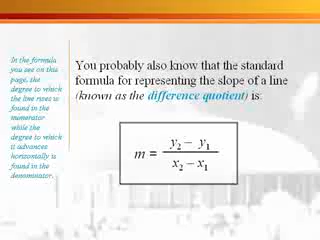 In the formula
you see on this
page, the
degree to which
the line rises is
found in the
numerator
while the
degree to which
it advances
horizontally is
found in the
denominator.
You probably also know that the standard
formula for representing the slope of a line
(known as the difference quotient) is:
m = (y₂ − y₁) / (x₂ − x₁)